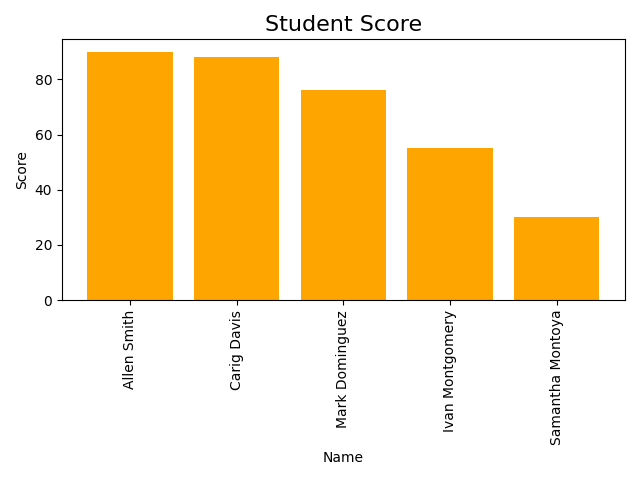 Student Score
Score
80
60
40
20
0
Allen Smith
Carig Davis
Mark Dominguez
Ivan Montgomery
Samantha Montoya
Name